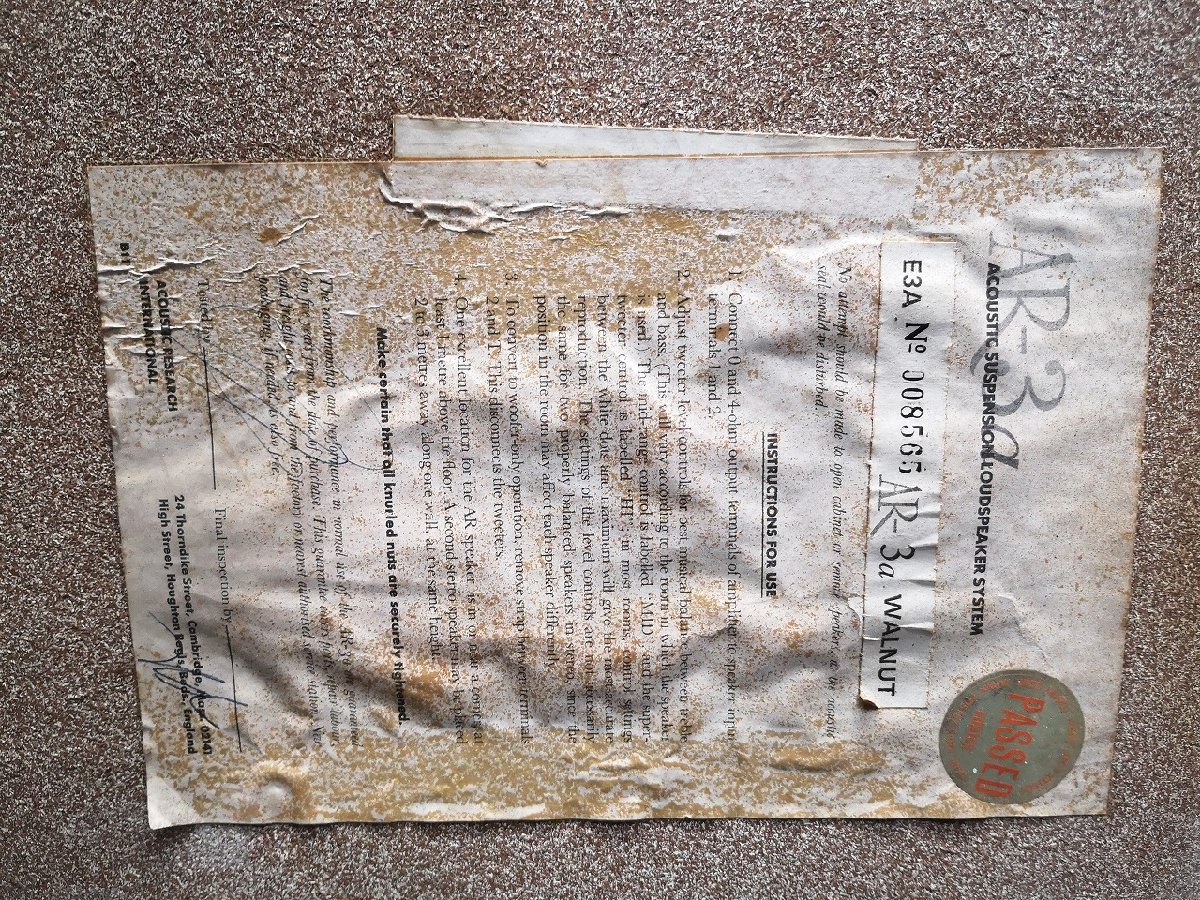 AR-3a
ACOUSTIC SUSPENSION LOUDSPEAKER SYSTEM
PASSED
E3A Nº 008565 AR-3a WALNUT
No attempt should be made to open cabinet or remove speakers, as the acoustic
seal could be disturbed.
INSTRUCTIONS FOR USE
1. Connect 0 and 4-ohm output terminals of amplifier to speaker input
terminals 1 and 2.
2. Adjust tweeter level controls for best musical balance between treble
and bass. (This will vary according to the room in which the speaker
is used.) The mid-range control is labelled "MID" and the super-
tweeter control is labelled "HI"; in most rooms, control settings
between the white dot and maximum will give the most accurate
reproduction. The settings of the level controls are not necessarily
the same for two properly balanced speakers in stereo, since the
position in the room may affect each speaker differently.
3. To convert to woofer-only operation, remove strap between terminals
2 and T. This disconnects the tweeters.
4. One excellent location for the AR speaker is in or near a corner, at
least 1 metre above the floor. A second stereo speaker may be placed
2 to 3 metres away along one wall, at the same height.
Make certain that all knurled nuts are securely tightened.
The workmanship and performance in normal use of the AR-3a are guaranteed
for five years from the date of purchase. This guarantee covers parts, other labour
and freight costs to and from the factory or nearest authorised service station. New
packaging, if needed, is also free.
Tested by
Final inspection by
ACOUSTIC RESEARCH
INTERNATIONAL
24 Thorndike Street, Cambridge, Mass. 02141
High Street, Houghton Regis, Beds., England
B11